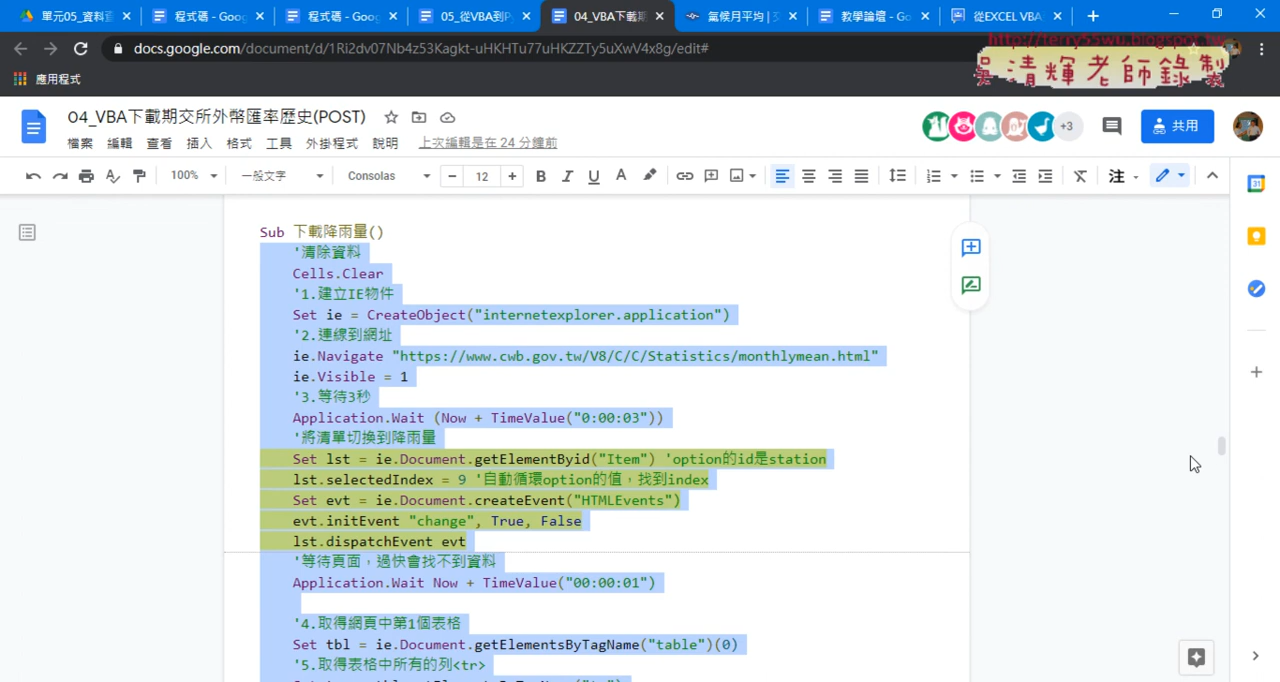 單元05_資料查
程式碼 - Goog
程式碼 - Goog
05_從VBA到P
04_VBA下載期
氣候月平均 | 交
教學論壇 - Go
從EXCEL VBA
docs.google.com/document/d/1Ri2dv07Nb4z53Kagkt-uHKHTu77uHKZZTy5uXwV4x8g/edit#
http://terry55wu.blogspot.tw
吳清輝老師錄製
應用程式
04_VBA下載期交所外幣匯率歷史(POST)
+3
共用
檔案 編輯 查看 插入 格式 工具 外掛程式 說明 上次編輯是在 24 分鐘前
100% 一般文字 Consolas 12 B I U A 注
Sub 下載降雨量()
'清除資料
Cells.Clear
'1.建立IE物件
Set ie = CreateObject("internetexplorer.application")
'2.連線到網址
ie.Navigate "https://www.cwb.gov.tw/V8/C/C/Statistics/monthlymean.html"
ie.Visible = 1
'3.等待3秒
Application.Wait (Now + TimeValue("0:00:03"))
'將清單切換到降雨量
Set lst = ie.Document.getElementByid("Item") 'option的id是station
lst.selectedIndex = 9 '自動循環option的值，找到index
Set evt = ie.Document.createEvent("HTMLEvents")
evt.initEvent "change", True, False
lst.dispatchEvent evt
'等待頁面，過快會找不到資料
Application.Wait Now + TimeValue("00:00:01")
'4.取得網頁中第1個表格
Set tbl = ie.Document.getElementsByTagName("table")(0)
'5.取得表格中所有的列<tr>